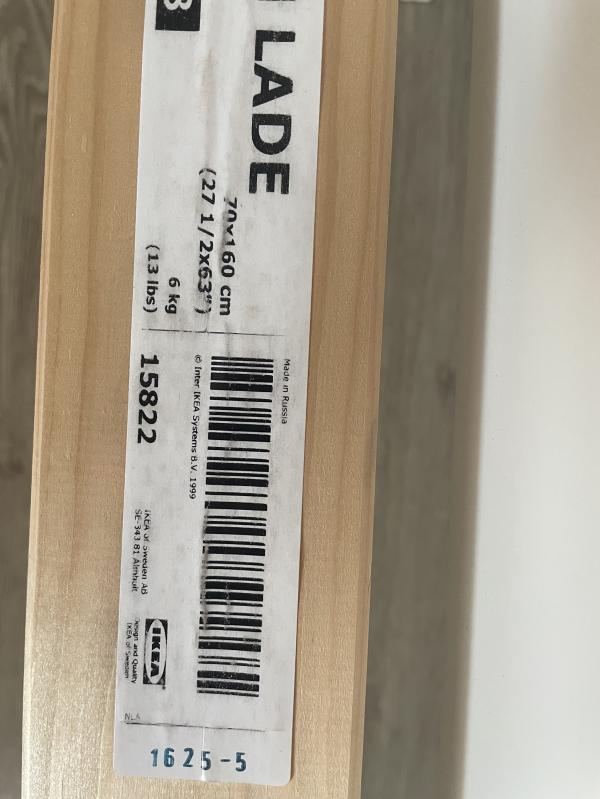 LADE
70x160 cm
(27 1/2x63")
6 kg
(13 lbs)
Made in Russia
© Inter IKEA Systems B.V. 1999
15822
IKEA of Sweden AB
SE-343 81 Älmhult
IKEA
Design and Quality
IKEA of Sweden
1625-5